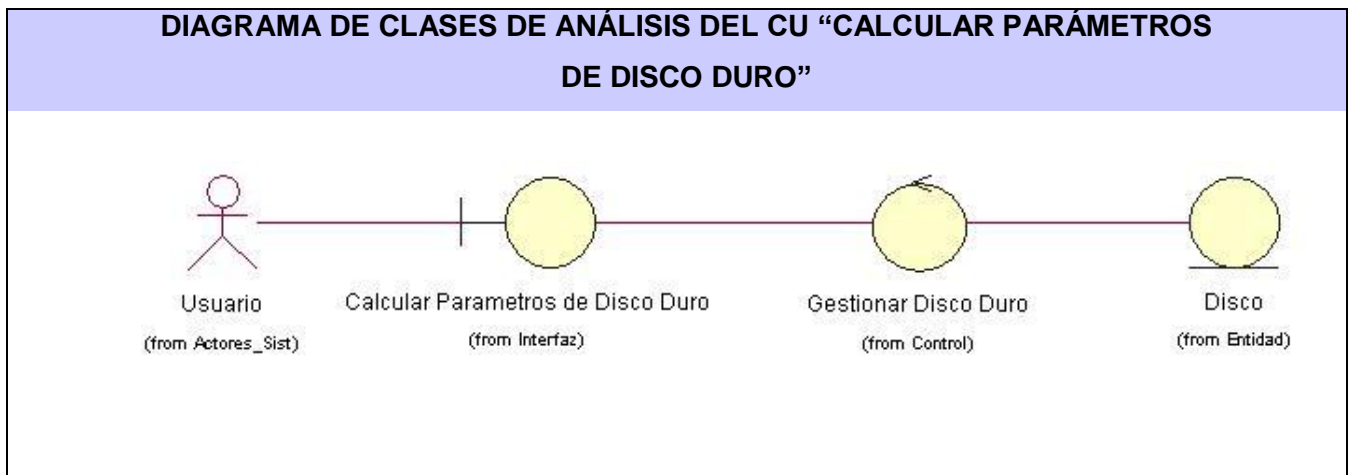 DIAGRAMA DE CLASES DE ANÁLISIS DEL CU “CALCULAR PARÁMETROS
DE DISCO DURO”
Usuario
(from Actores_Sist)
Calcular Parametros de Disco Duro
(from Interfaz)
Gestionar Disco Duro
(from Control)
Disco
(from Entidad)